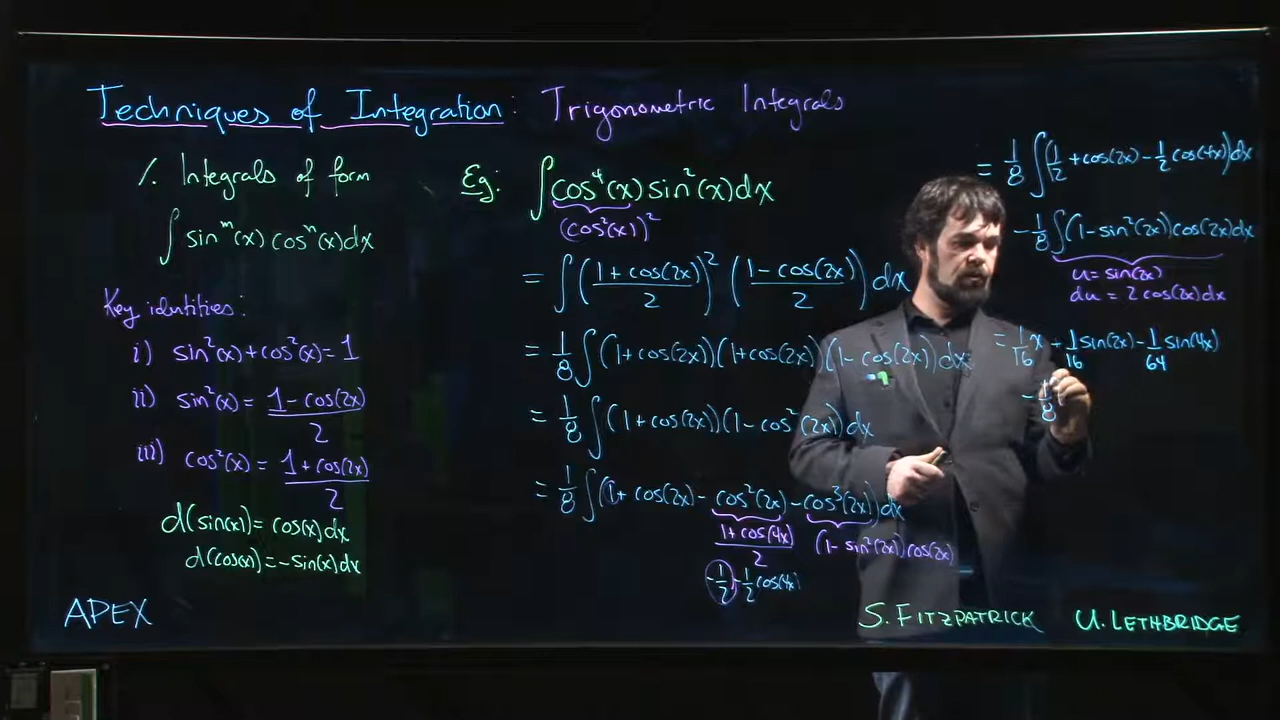 Techniques of Integration: Trigonometric Integrals
1. Integrals of form
∫ sin^m(x) cos^n(x) dx
Key identities:
i) sin²(x) + cos²(x) = 1
ii) sin²(x) = (1 - cos(2x))/2
iii) cos²(x) = (1 + cos(2x))/2
d(sin(x)) = cos(x)dx
d(cos(x)) = -sin(x)dx
APEX
Eg: ∫ cos⁴(x) sin²(x) dx
(cos²(x))²
= ∫ ((1 + cos(2x))/2)² ((1 - cos(2x))/2) dx
= 1/8 ∫ (1+cos(2x))(1+cos(2x))(1-cos(2x)) dx
= 1/8 ∫ (1+cos(2x))(1-cos²(2x)) dx
= 1/8 ∫ (1 + cos(2x) - cos²(2x) - cos³(2x)) dx
(1+cos(4x))/2 (1-sin²(2x))cos(2x)
-1/2 - 1/2 cos(4x)
= 1/8 ∫ (1/2 + cos(2x) - 1/2 cos(4x)) dx
- 1/8 ∫ (1-sin²(2x)) cos(2x) dx
u = sin(2x)
du = 2 cos(2x) dx
= 1/16 x + 1/16 sin(2x) - 1/64 sin(4x)
- 1/8
S. FITZPATRICK U. LETHBRIDGE